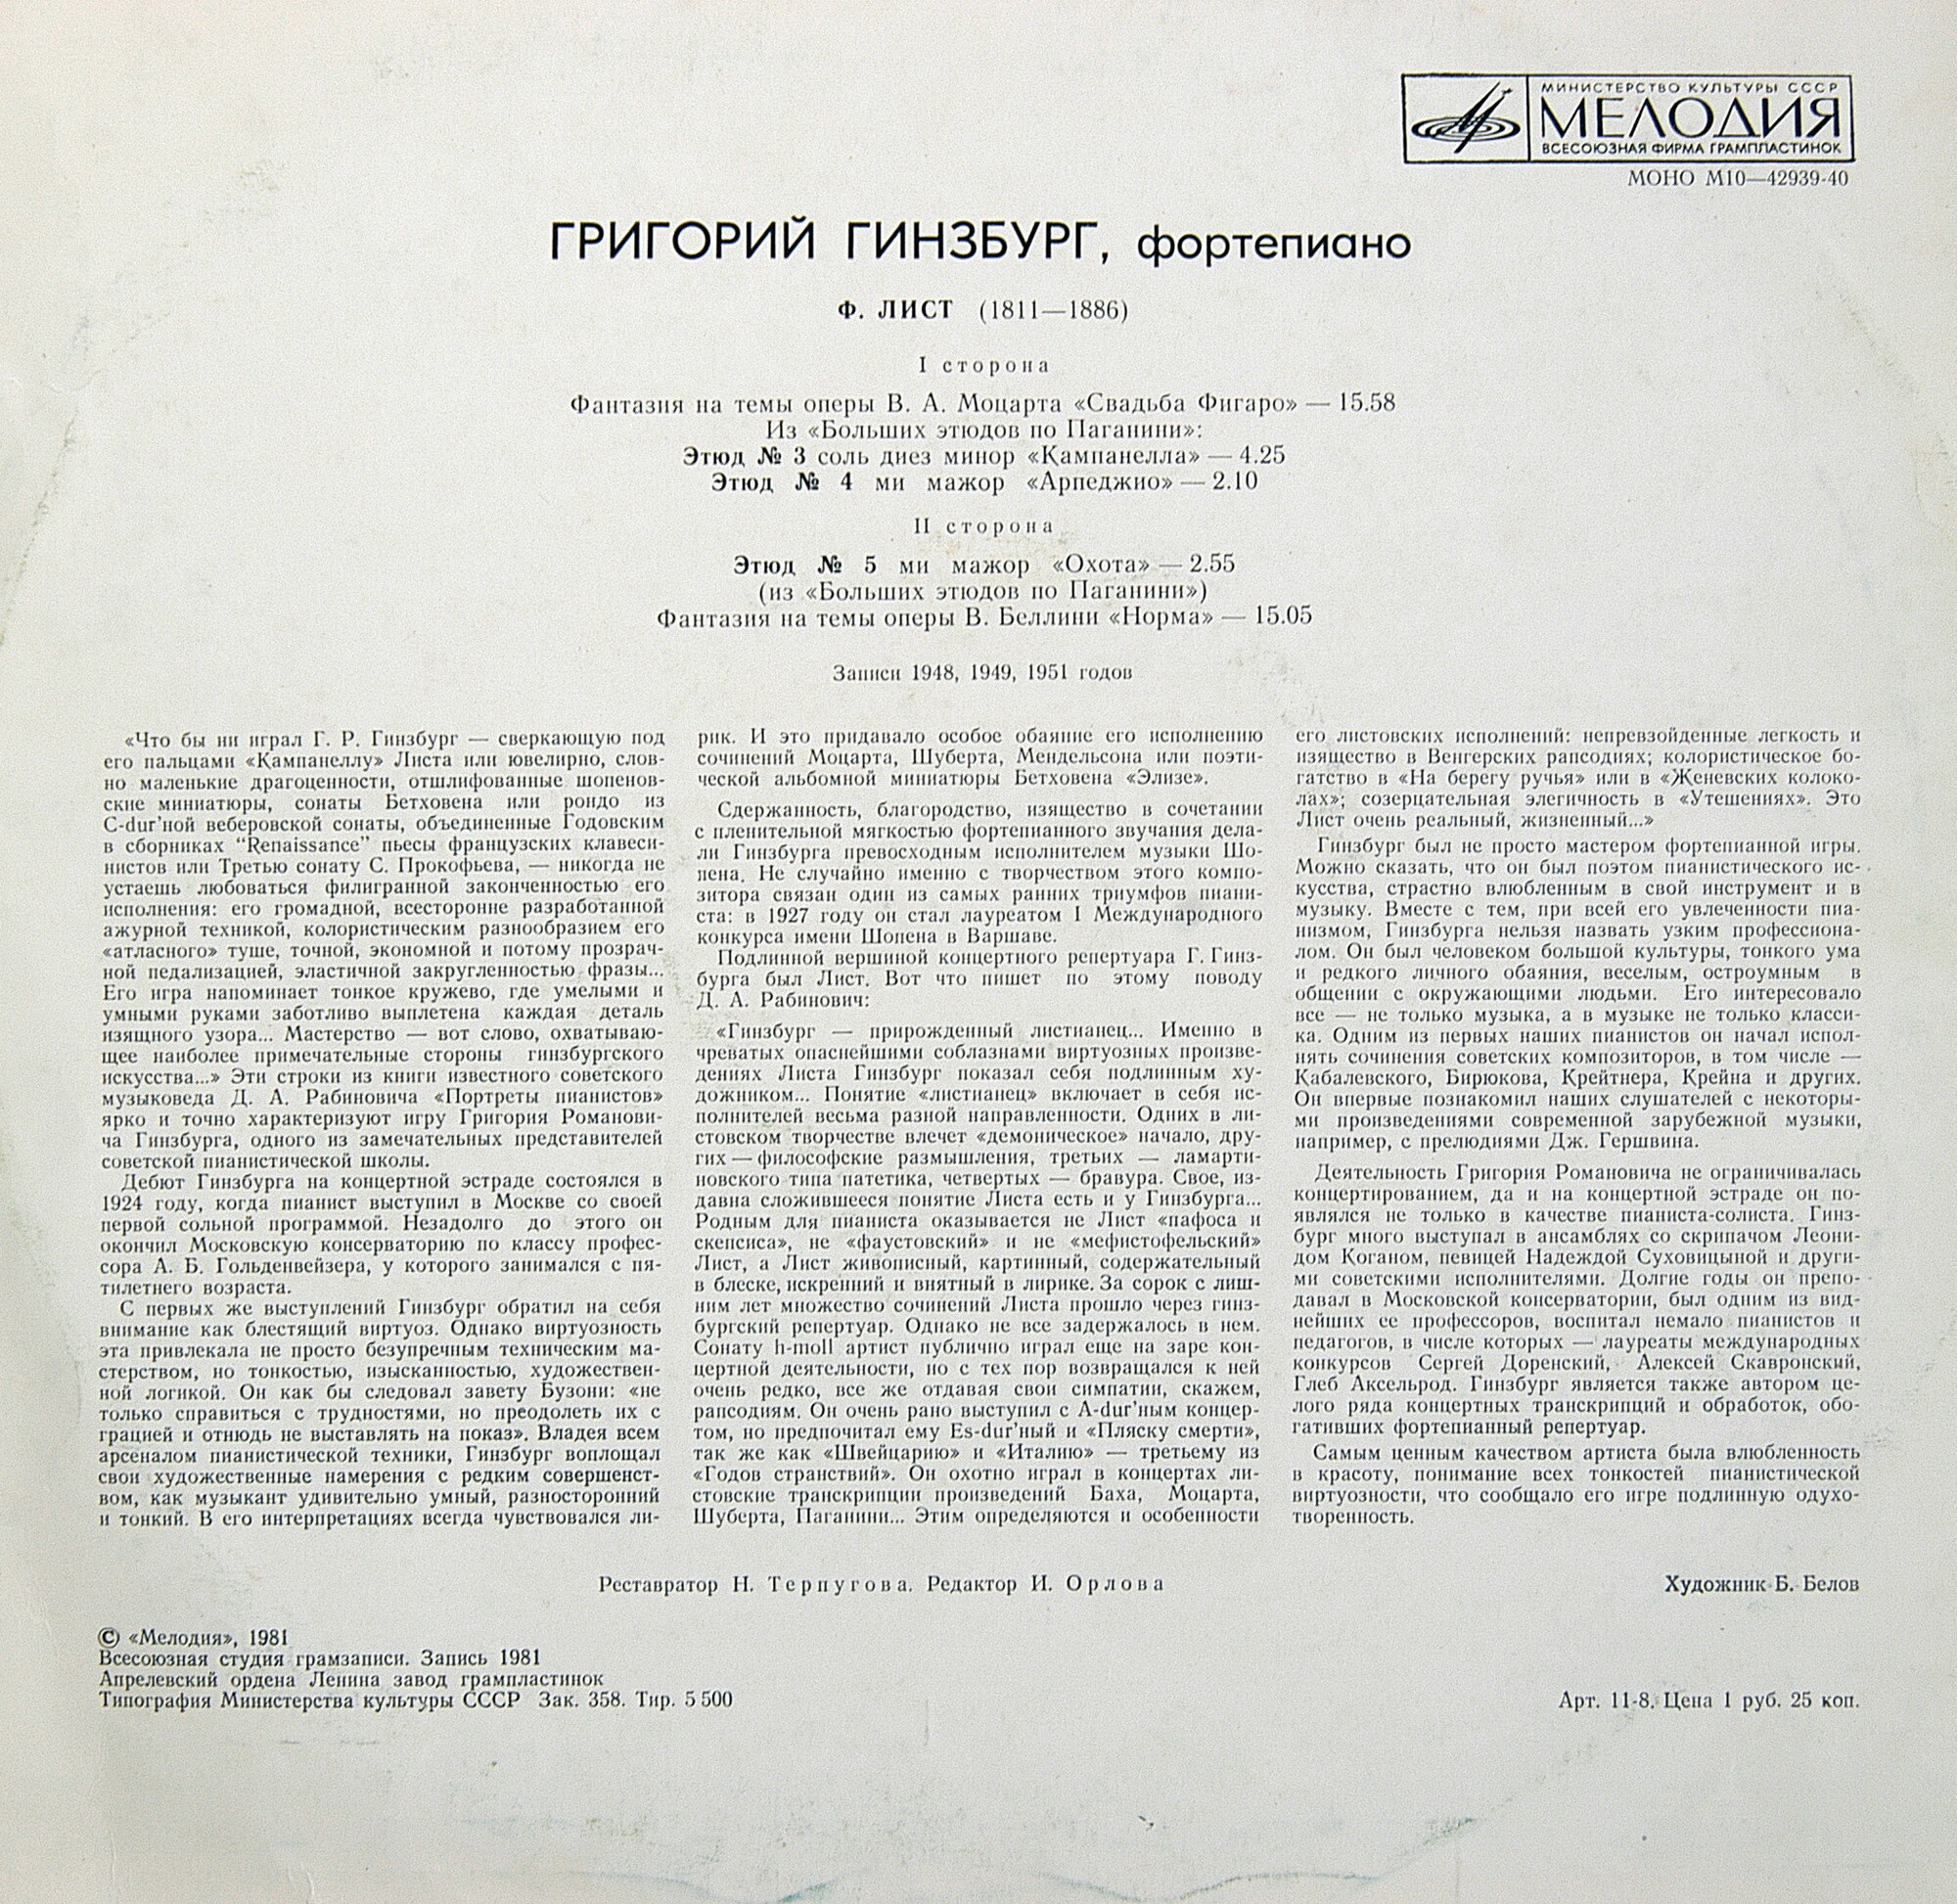 МИНИСТЕРСТВО КУЛЬТУРЫ СССР
МЕЛОДИЯ
ВСЕСОЮЗНАЯ ФИРМА ГРАМПЛАСТИНОК
МОНО М10—42939-40
ГРИГОРИЙ ГИНЗБУРГ, фортепиано
Ф. ЛИСТ (1811—1886)
I сторона
Фантазия на темы оперы В. А. Моцарта «Свадьба Фигаро» — 15.58
Из «Больших этюдов по Паганини»:
Этюд № 3 соль диез минор «Кампанелла» — 4.25
Этюд № 4 ми мажор «Арпеджио» — 2.10
II сторона
Этюд № 5 ми мажор «Охота» — 2.55
(из «Больших этюдов по Паганини»)
Фантазия на темы оперы В. Беллини «Норма» — 15.05
Записи 1948, 1949, 1951 годов
«Что бы ни играл Г. Р. Гинзбург — сверкающую под
его пальцами «Кампанеллу» Листа или ювелирно, слов-
но маленькие драгоценности, отшлифованные шопенов-
ские миниатюры, сонаты Бетховена или рондо из
C-dur'ной веберовской сонаты, объединенные Годовским
в сборниках “Renaissance” пьесы французских клавеси-
нистов или Третью сонату С. Прокофьева, — никогда не
устаешь любоваться филигранной законченностью его
исполнения: его громадной, всесторонне разработанной
ажурной техникой, колористическим разнообразием его
«атласного» туше, точной, экономной и потому прозрач-
ной педализацией, эластичной закругленностью фразы...
Его игра напоминает тонкое кружево, где умелыми и
умными руками заботливо выплетена каждая деталь
изящного узора... Мастерство — вот слово, охватываю-
щее наиболее примечательные стороны гинзбургского
искусства...» Эти строки из книги известного советского
музыковеда Д. А. Рабиновича «Портреты пианистов»
ярко и точно характеризуют игру Григория Романови-
ча Гинзбурга, одного из замечательных представителей
советской пианистической школы.
Дебют Гинзбурга на концертной эстраде состоялся в
1924 году, когда пианист выступил в Москве со своей
первой сольной программой. Незадолго до этого он
окончил Московскую консерваторию по классу профес-
сора А. Б. Гольденвейзера, у которого занимался с пя-
тилетнего возраста.
С первых же выступлений Гинзбург обратил на себя
внимание как блестящий виртуоз. Однако виртуозность
эта привлекала не просто безупречным техническим ма-
стерством, но тонкостью, изысканностью, художествен-
ной логикой. Он как бы следовал завету Бузони: «не
только справиться с трудностями, но преодолеть их с
грацией и отнюдь не выставлять на показ». Владея всем
арсеналом пианистической техники, Гинзбург воплощал
свои художественные намерения с редким совершенст-
вом, как музыкант удивительно умный, разносторонний
и тонкий. В его интерпретациях всегда чувствовался ли-
рик. И это придавало особое обаяние его исполнению
сочинений Моцарта, Шуберта, Мендельсона или поэти-
ческой альбомной миниатюры Бетховена «Элизе».
Сдержанность, благородство, изящество в сочетании
с пленительной мягкостью фортепианного звучания дела-
ли Гинзбурга превосходным исполнителем музыки Шо-
пена. Не случайно именно с творчеством этого компо-
зитора связан один из самых ранних триумфов пиани-
ста: в 1927 году он стал лауреатом I Международного
конкурса имени Шопена в Варшаве.
Подлинной вершиной концертного репертуара Г. Гинз-
бурга был Лист. Вот что пишет по этому поводу
Д. А. Рабинович:
«Гинзбург — прирожденный листианец... Именно в
чреватых опаснейшими соблазнами виртуозных произве-
дениях Листа Гинзбург показал себя подлинным ху-
дожником... Понятие «листианец» включает в себя ис-
полнителей весьма разной направленности. Одних в ли-
стовском творчестве влечет «демоническое» начало, дру-
гих — философские размышления, третьих — ламарти-
новского типа патетика, четвертых — бравура. Свое, из-
давна сложившееся понятие Листа есть и у Гинзбурга...
Родным для пианиста оказывается не Лист «пафоса и
скепсиса», не «фаустовский» и не «мефистофельский»
Лист, а Лист живописный, картинный, содержательный
в блеске, искренний и внятный в лирике. За сорок с лиш-
ним лет множество сочинений Листа прошло через гинз-
бургский репертуар. Однако не все задержалось в нем.
Сонату h-moll артист публично играл еще на заре кон-
цертной деятельности, но с тех пор возвращался к ней
очень редко, все же отдавая свои симпатии, скажем,
рапсодиям. Он очень рано выступил с A-dur'ным концер-
том, но предпочитал ему Es-dur'ный и «Пляску смерти»,
так же как «Швейцарию» и «Италию» — третьему из
«Годов странствий». Он охотно играл в концертах ли-
стовские транскрипции произведений Баха, Моцарта,
Шуберта, Паганини... Этим определяются и особенности
его листовских исполнений: непревзойденные легкость и
изящество в Венгерских рапсодиях; колористическое бо-
гатство в «На берегу ручья» или в «Женевских колоко-
лах»; созерцательная элегичность в «Утешениях». Это
Лист очень реальный, жизненный...»
Гинзбург был не просто мастером фортепианной игры.
Можно сказать, что он был поэтом пианистического ис-
кусства, страстно влюбленным в свой инструмент и в
музыку. Вместе с тем, при всей его увлеченности пиа-
низмом, Гинзбурга нельзя назвать узким профессиона-
лом. Он был человеком большой культуры, тонкого ума
и редкого личного обаяния, веселым, остроумным в
общении с окружающими людьми. Его интересовало
все — не только музыка, а в музыке не только класси-
ка. Одним из первых наших пианистов он начал испол-
нять сочинения советских композиторов, в том числе —
Кабалевского, Бирюкова, Крейтнера, Крейна и других.
Он впервые познакомил наших слушателей с некоторы-
ми произведениями современной зарубежной музыки,
например, с прелюдиями Дж. Гершвина.
Деятельность Григория Романовича не ограничивалась
концертированием, да и на концертной эстраде он по-
являлся не только в качестве пианиста-солиста. Гинз-
бург много выступал в ансамблях со скрипачом Леони-
дом Коганом, певицей Надеждой Суховицыной и други-
ми советскими исполнителями. Долгие годы он препо-
давал в Московской консерватории, был одним из вид-
нейших ее профессоров, воспитал немало пианистов и
педагогов, в числе которых — лауреаты международных
конкурсов Сергей Доренский, Алексей Скавронский,
Глеб Аксельрод. Гинзбург является также автором це-
лого ряда концертных транскрипций и обработок, обо-
гативших фортепианный репертуар.
Самым ценным качеством артиста была влюбленность
в красоту, понимание всех тонкостей пианистической
виртуозности, что сообщало его игре подлинную одухо-
творенность.
Реставратор Н. Терпугова. Редактор И. Орлова
Художник Б. Белов
© «Мелодия», 1981
Всесоюзная студия грамзаписи. Запись 1981
Апрелевский ордена Ленина завод грампластинок
Типография Министерства культуры СССР Зак. 358. Тир. 5 500
Арт. 11-8. Цена 1 руб. 25 коп.